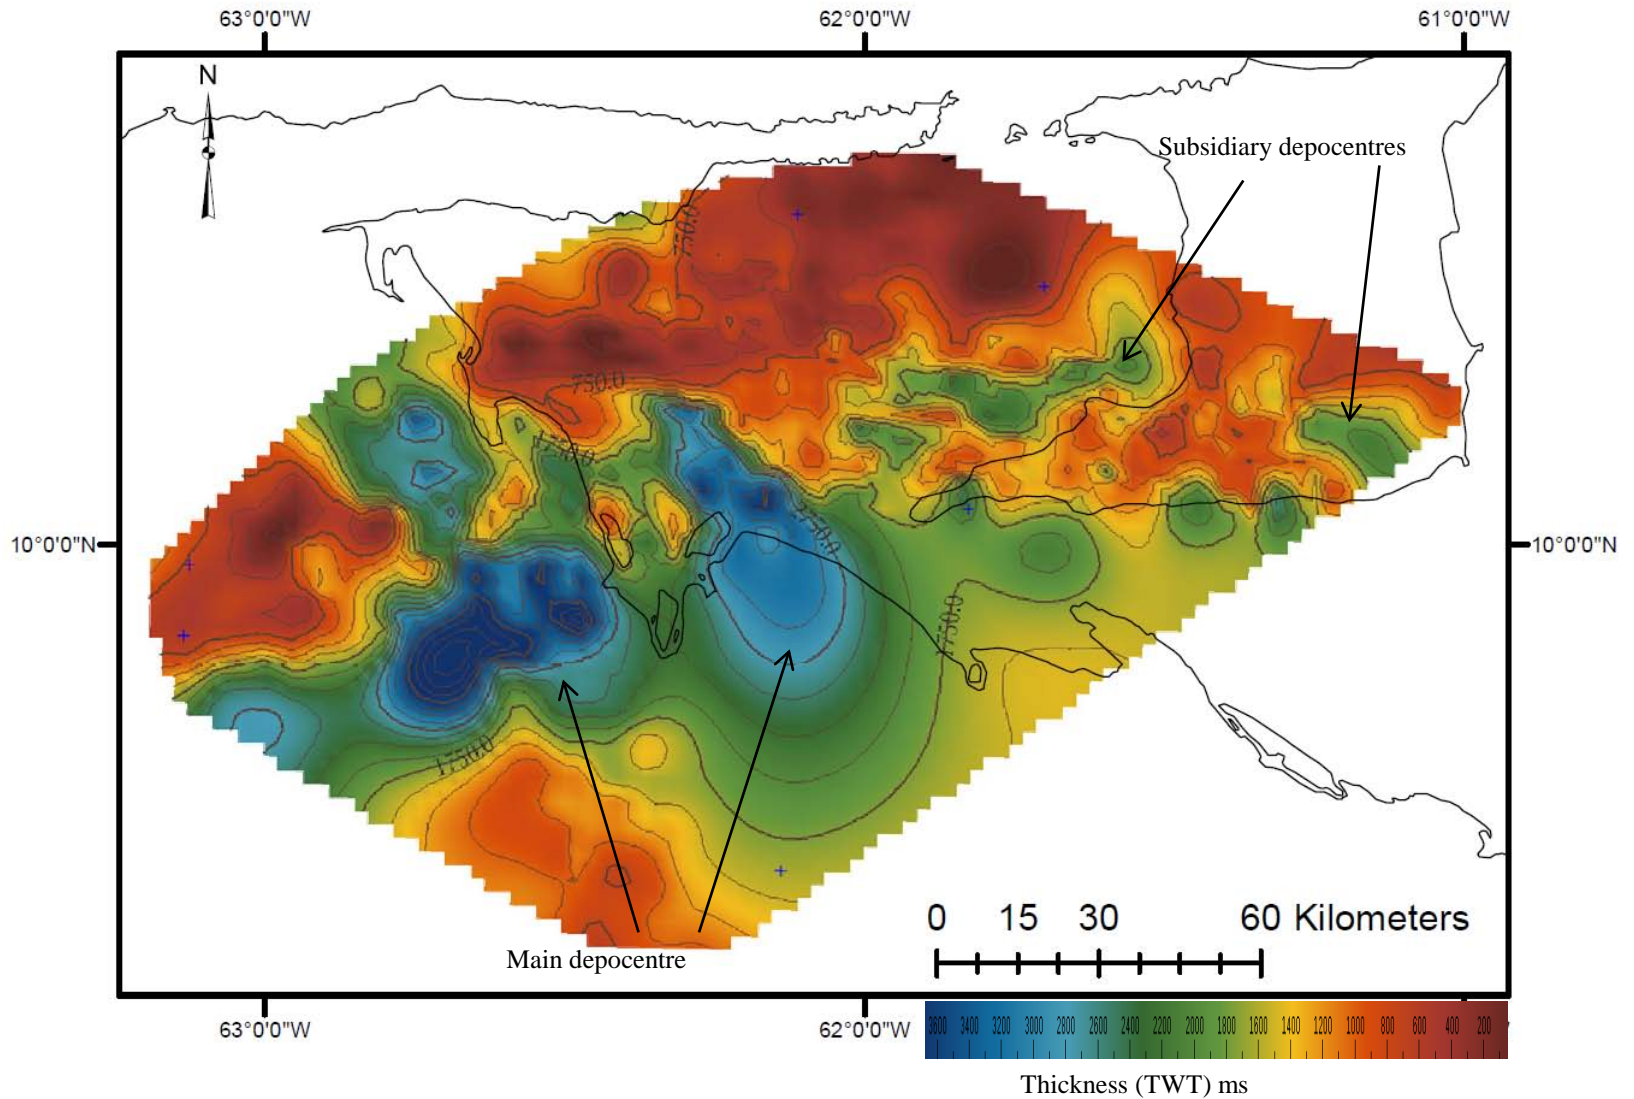 63°0'0"W 62°0'0"W 61°0'0"W
N
Subsidiary depocentres
750.0
750.0
1750.0
1750.0
10°0'0"N 10°0'0"N
1750.0
1750.0
0 15 30 60 Kilometers
Main depocentre
63°0'0"W 62°0'0"W
3600 3400 3200 3000 2800 2600 2400 2200 2000 1800 1600 1400 1200 1000 800 600 400 200
Thickness (TWT) ms